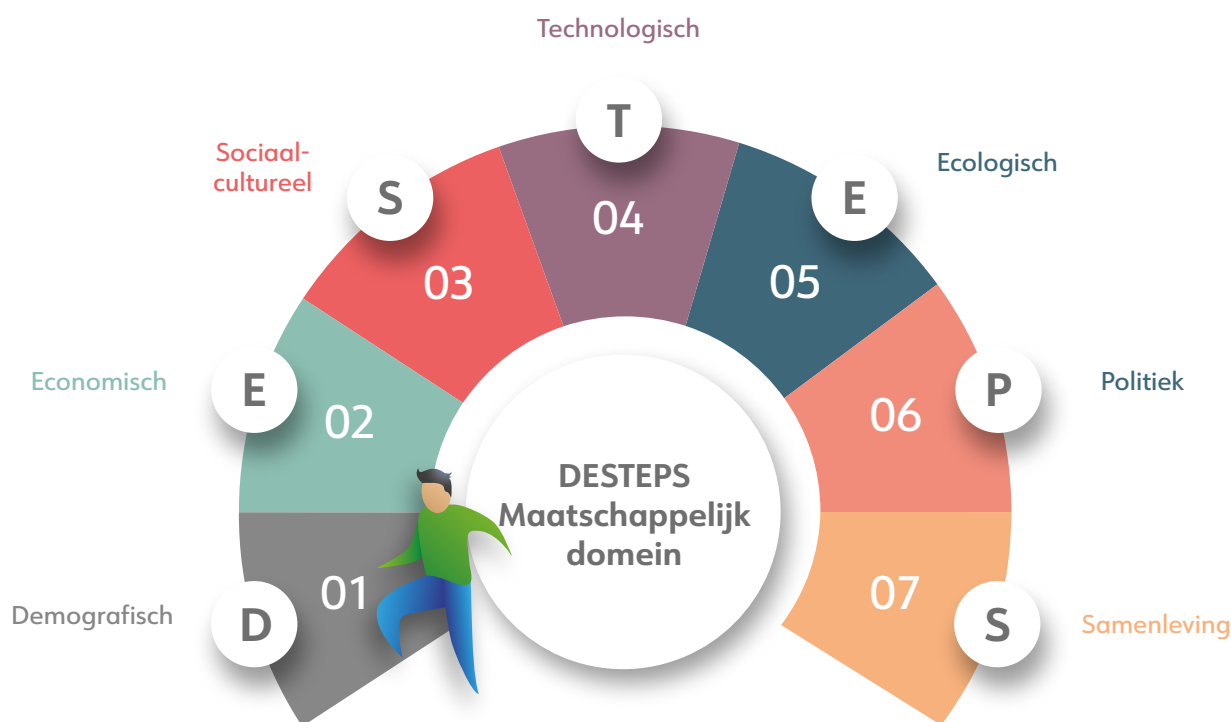 Technologisch
T
04
Sociaal-
cultureel
S
03
Ecologisch
E
05
Economisch
E
02
Politiek
P
06
DESTEPS
Maatschappelijk
domein
Demografisch
D
01
Samenleving
S
07